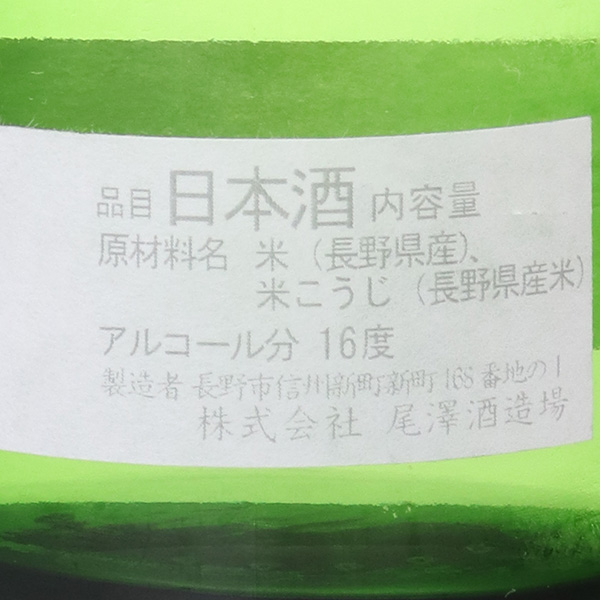 品目 日本酒 内容量
原材料名 米（長野県産）、
米こうじ（長野県産米）
アルコール分 16度
製造者 長野市信州新町新町168番地の1
株式会社 尾澤酒造場